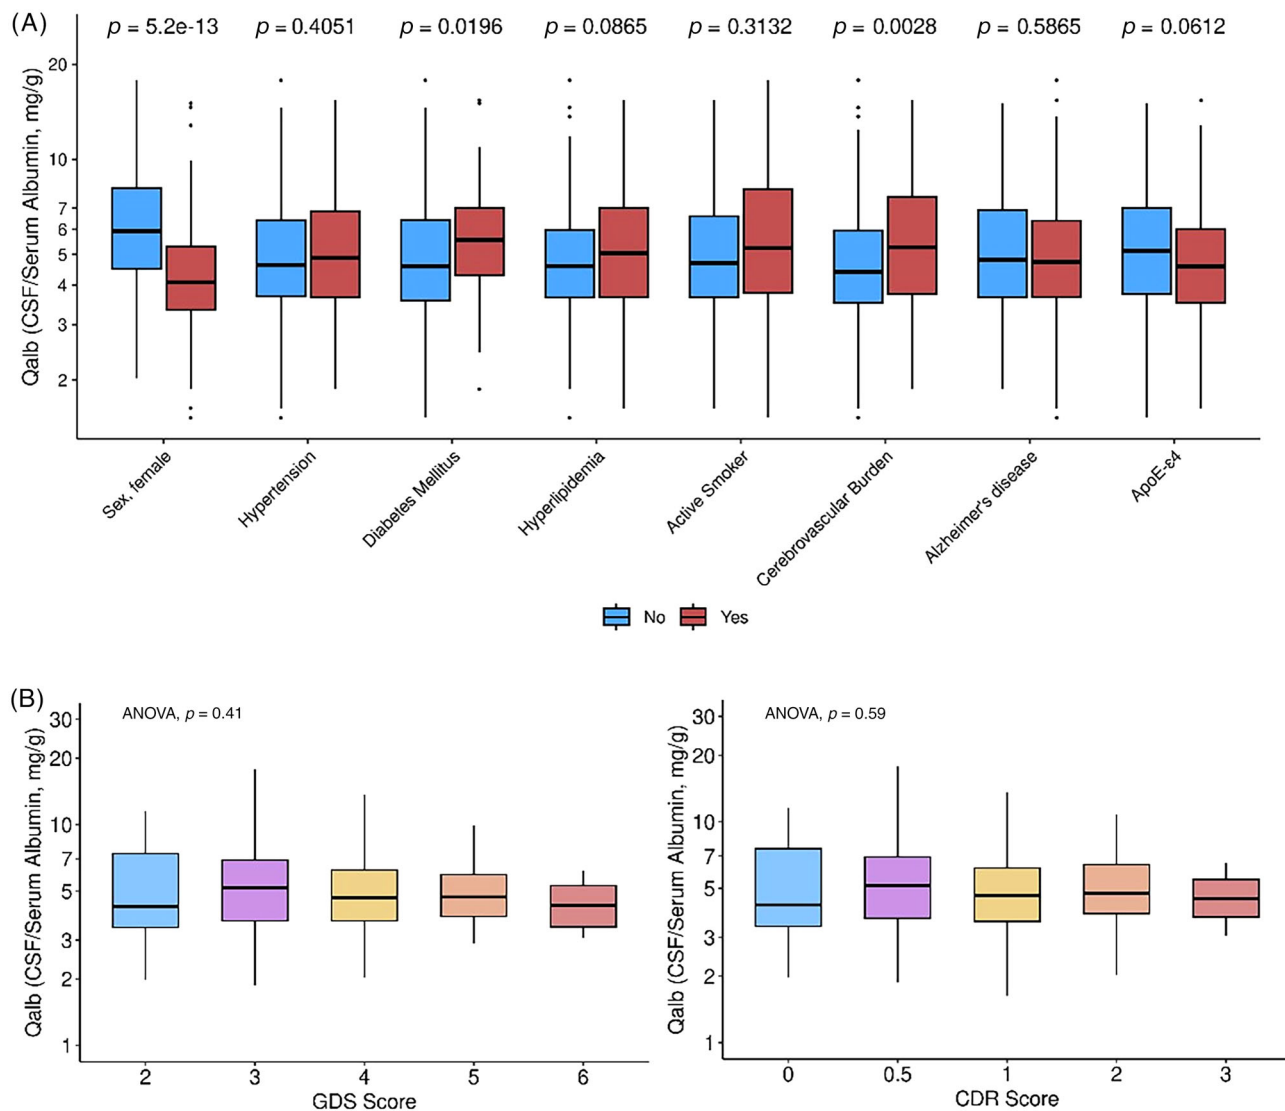 (A)
p = 5.2e-13 p = 0.4051 p = 0.0196 p = 0.0865 p = 0.3132 p = 0.0028 p = 0.5865 p = 0.0612
Qalb (CSF/Serum Albumin, mg/g)
20
10
7
6
5
4
3
2
Sex, female
Hypertension
Diabetes Mellitus
Hyperlipidemia
Active Smoker
Cerebrovascular Burden
Alzheimer's disease
ApoE-ε4
No Yes
(B)
ANOVA, p = 0.41
Qalb (CSF/Serum Albumin, mg/g)
30
20
10
7
5
3
2
1
2 3 4 5 6
GDS Score
ANOVA, p = 0.59
Qalb (CSF/Serum Albumin, mg/g)
30
20
10
7
5
3
2
1
0 0.5 1 2 3
CDR Score